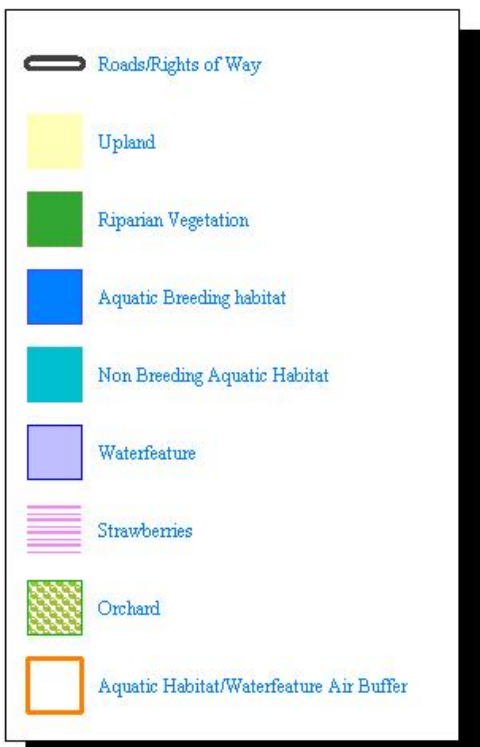 Roads/Rights of Way
Upland
Riparian Vegetation
Aquatic Breeding habitat
Non Breeding Aquatic Habitat
Waterfeature
Strawberries
Orchard
Aquatic Habitat/Waterfeature Air Buffer